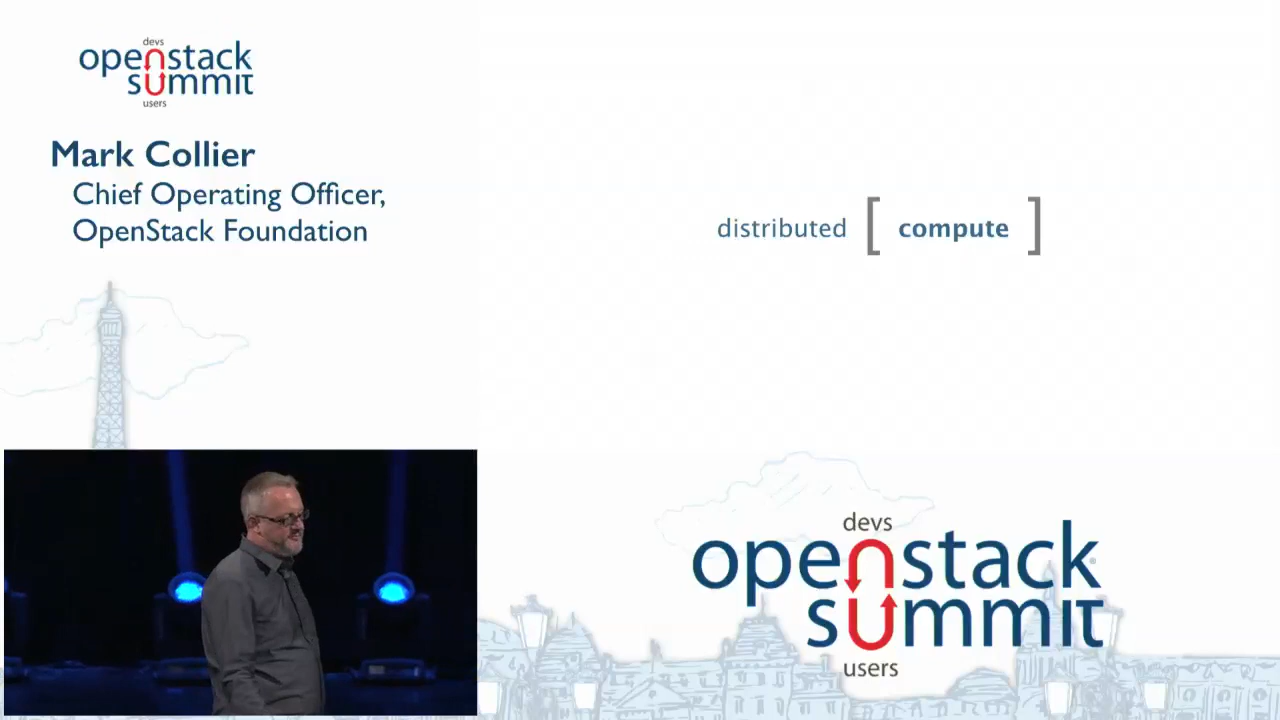 devs
openstack
summit
users
Mark Collier
Chief Operating Officer,
OpenStack Foundation
distributed [ compute ]
devs
openstack
summit
users